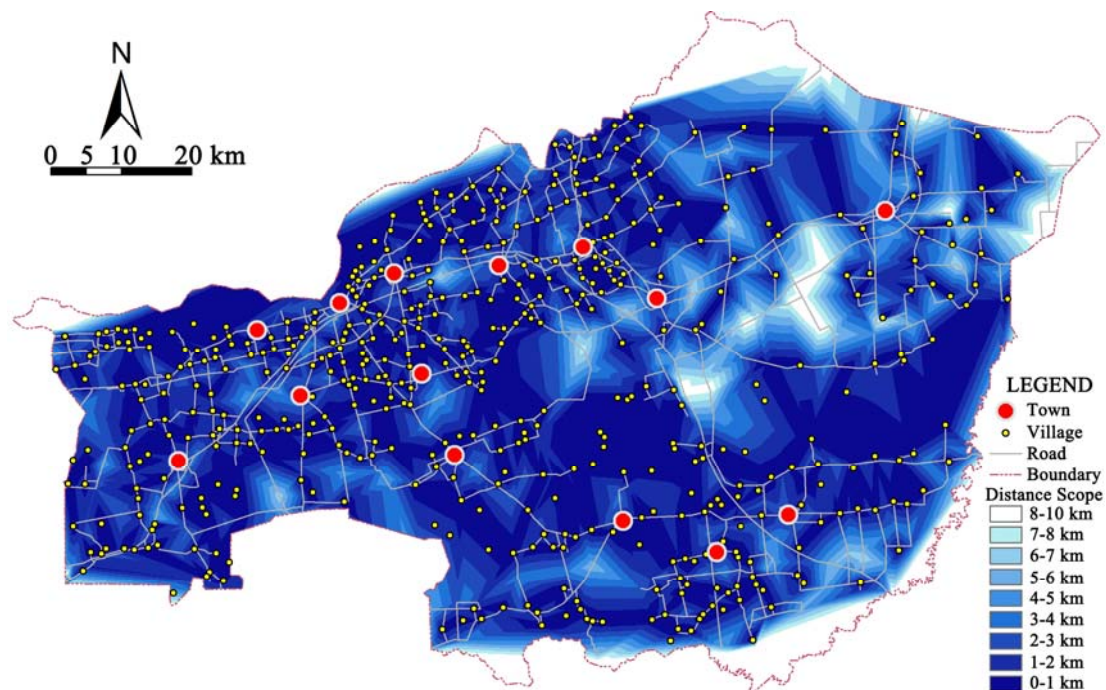 N
0 5 10 20 km
LEGEND
Town
Village
Road
Boundary
Distance Scope
8-10 km
7-8 km
6-7 km
5-6 km
4-5 km
3-4 km
2-3 km
1-2 km
0-1 km